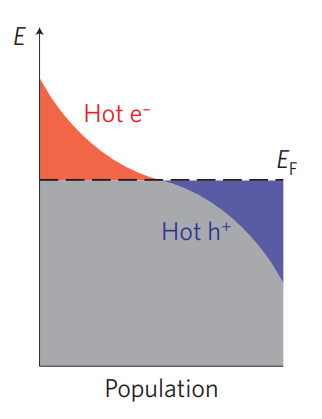 E
Hot e⁻
E_F
Hot h⁺
Population